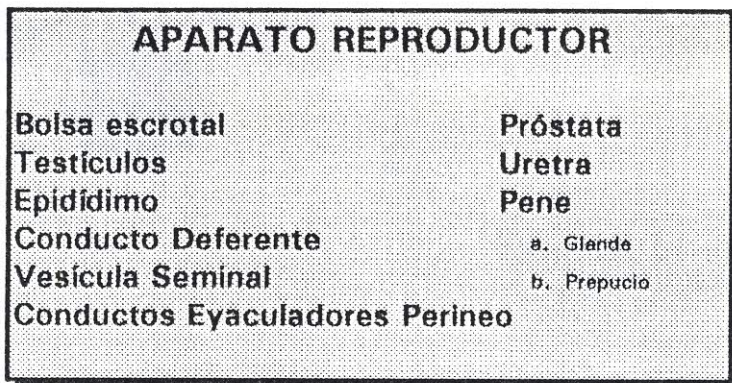 APARATO REPRODUCTOR
Bolsa escrotal
Testículos
Epidídimo
Conducto Deferente
Vesícula Seminal
Conductos Eyaculadores Perineo
Próstata
Uretra
Pene
a. Glande
b. Prepucio